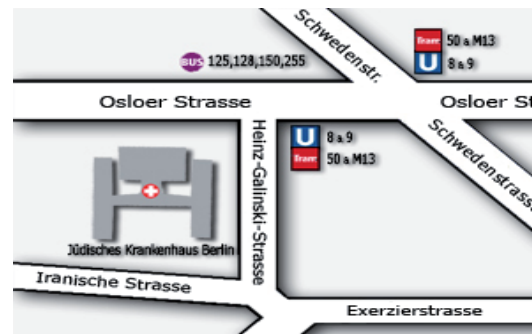 Schwedenstr.
Tram 50 & M13
U 8 & 9
BUS 125,128,150,255
Osloer Strasse
Osloer St
Schwedenstrasse
Heinz-Galinski-Strasse
U 8 & 9
Tram 50 & M13
Jüdisches Krankenhaus Berlin
Iranische Strasse
Exerzierstrasse